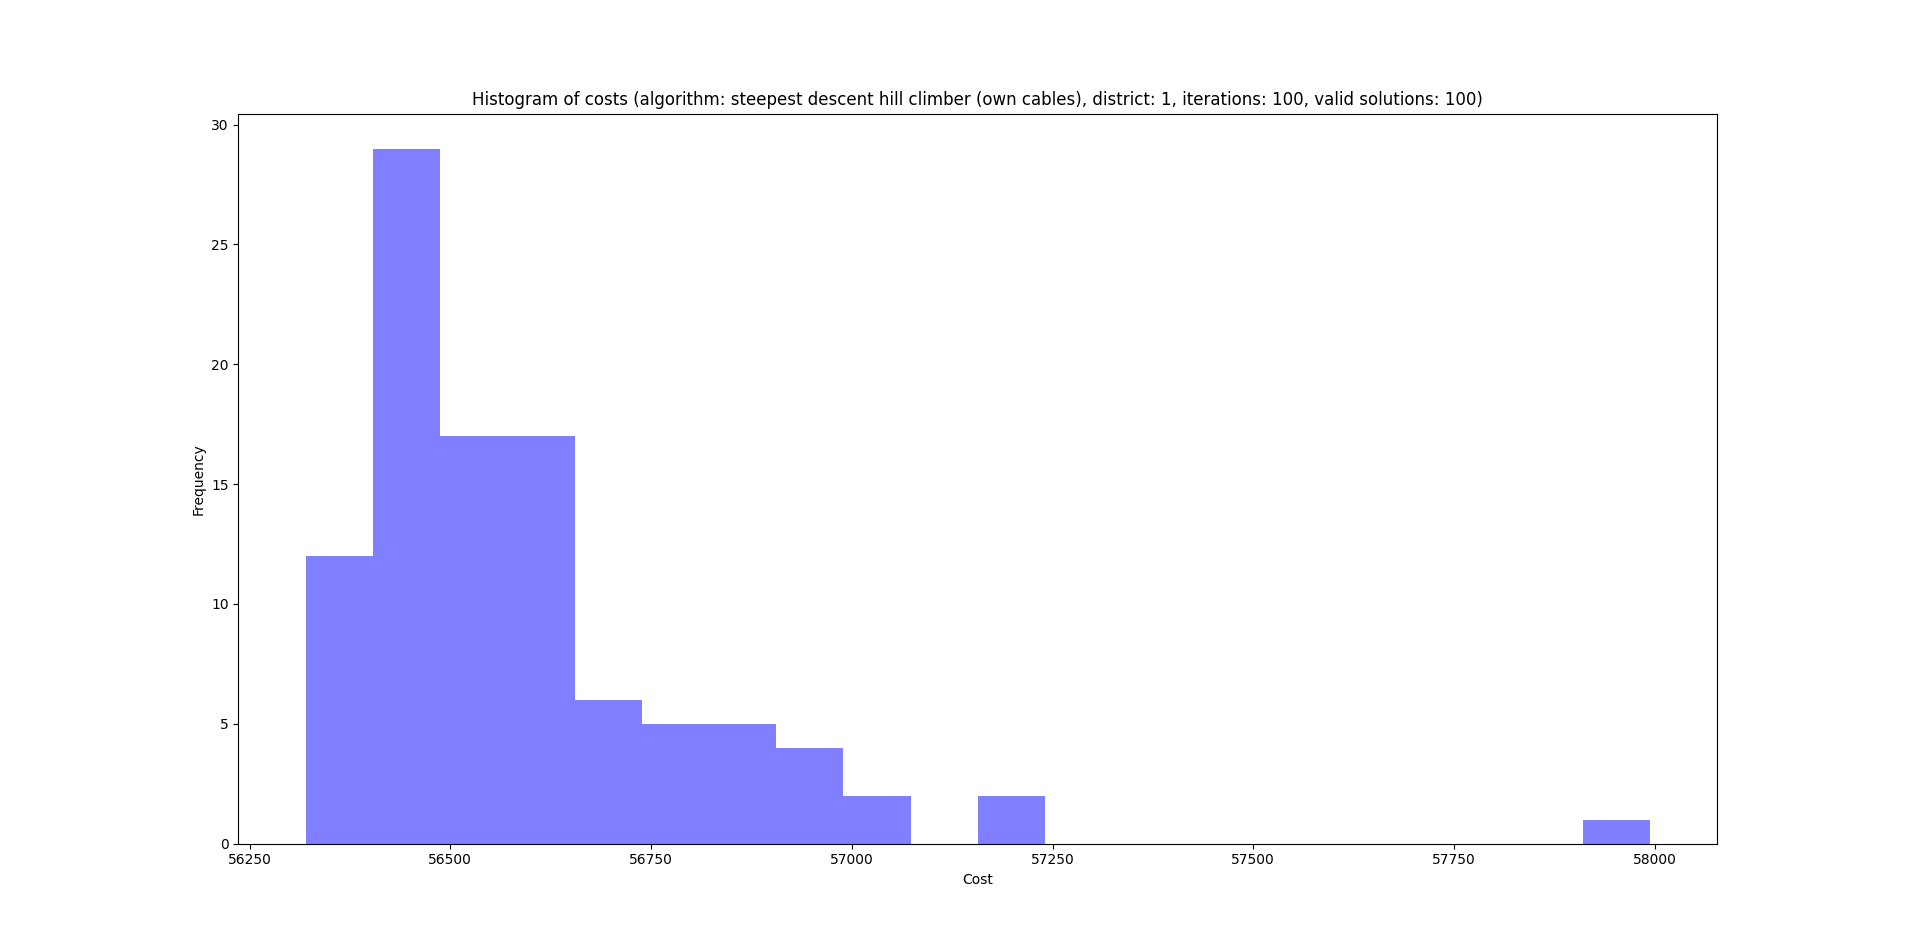 Histogram of costs (algorithm: steepest descent hill climber (own cables), district: 1, iterations: 100, valid solutions: 100)
30
25
20
15
10
5
0
Frequency
56250 56500 56750 57000 57250 57500 57750 58000
Cost